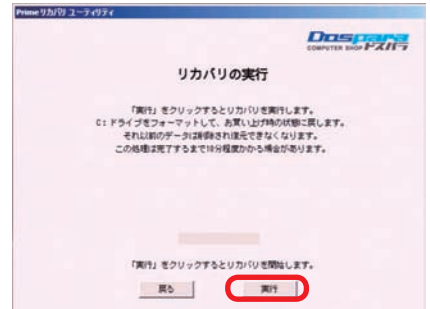 Prime リカバリ ユーティリティ
Dospara
COMPUTER SHOP ドスパラ
リカバリの実行
「実行」をクリックするとリカバリを実行します。
C: ドライブをフォーマットして、お買い上げ時の状態に戻します。
それ以前のデータは削除され復元できなくなります。
この処理は完了するまで10分程度かかる場合があります。
「実行」をクリックするとリカバリを開始します。
戻る
実行